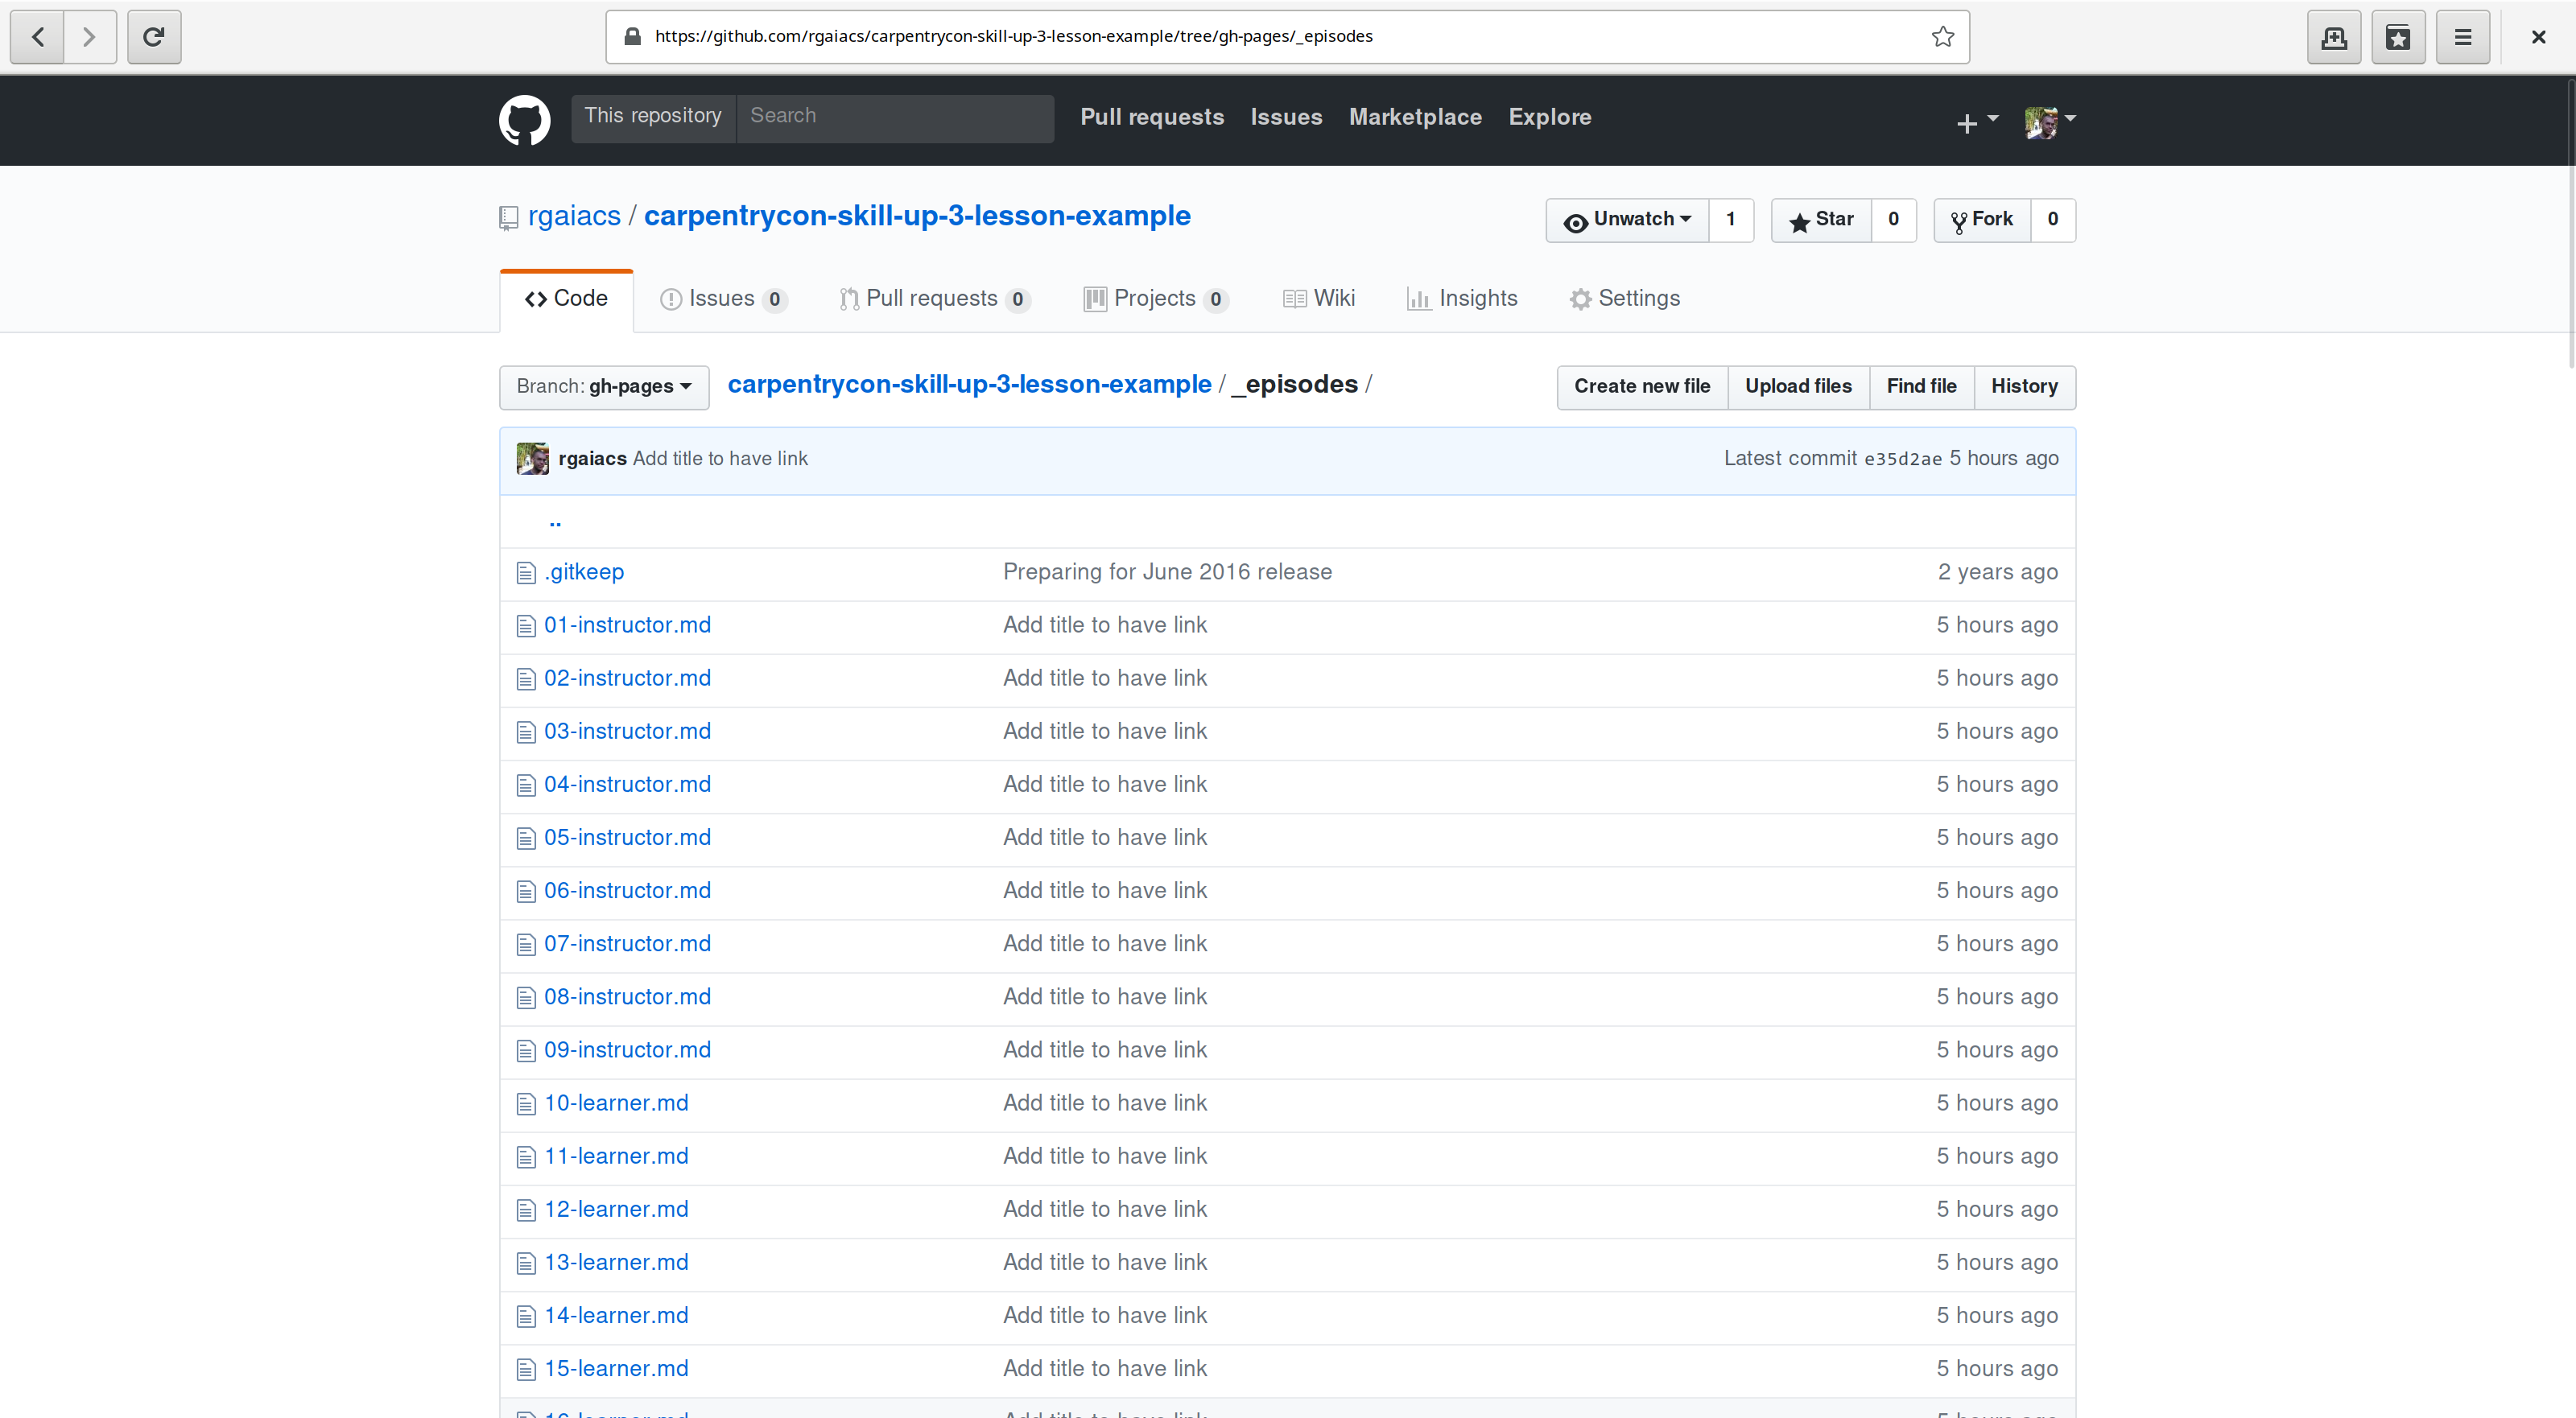 https://github.com/rgaiacs/carpentrycon-skill-up-3-lesson-example/tree/gh-pages/_episodes
This repository Search Pull requests Issues Marketplace Explore
rgaiacs / carpentrycon-skill-up-3-lesson-example Unwatch 1 Star 0 Fork 0
Code Issues 0 Pull requests 0 Projects 0 Wiki Insights Settings
Branch: gh-pages carpentrycon-skill-up-3-lesson-example / _episodes / Create new file Upload files Find file History
rgaiacs Add title to have link Latest commit e35d2ae 5 hours ago
..
.gitkeep Preparing for June 2016 release 2 years ago
01-instructor.md Add title to have link 5 hours ago
02-instructor.md Add title to have link 5 hours ago
03-instructor.md Add title to have link 5 hours ago
04-instructor.md Add title to have link 5 hours ago
05-instructor.md Add title to have link 5 hours ago
06-instructor.md Add title to have link 5 hours ago
07-instructor.md Add title to have link 5 hours ago
08-instructor.md Add title to have link 5 hours ago
09-instructor.md Add title to have link 5 hours ago
10-learner.md Add title to have link 5 hours ago
11-learner.md Add title to have link 5 hours ago
12-learner.md Add title to have link 5 hours ago
13-learner.md Add title to have link 5 hours ago
14-learner.md Add title to have link 5 hours ago
15-learner.md Add title to have link 5 hours ago